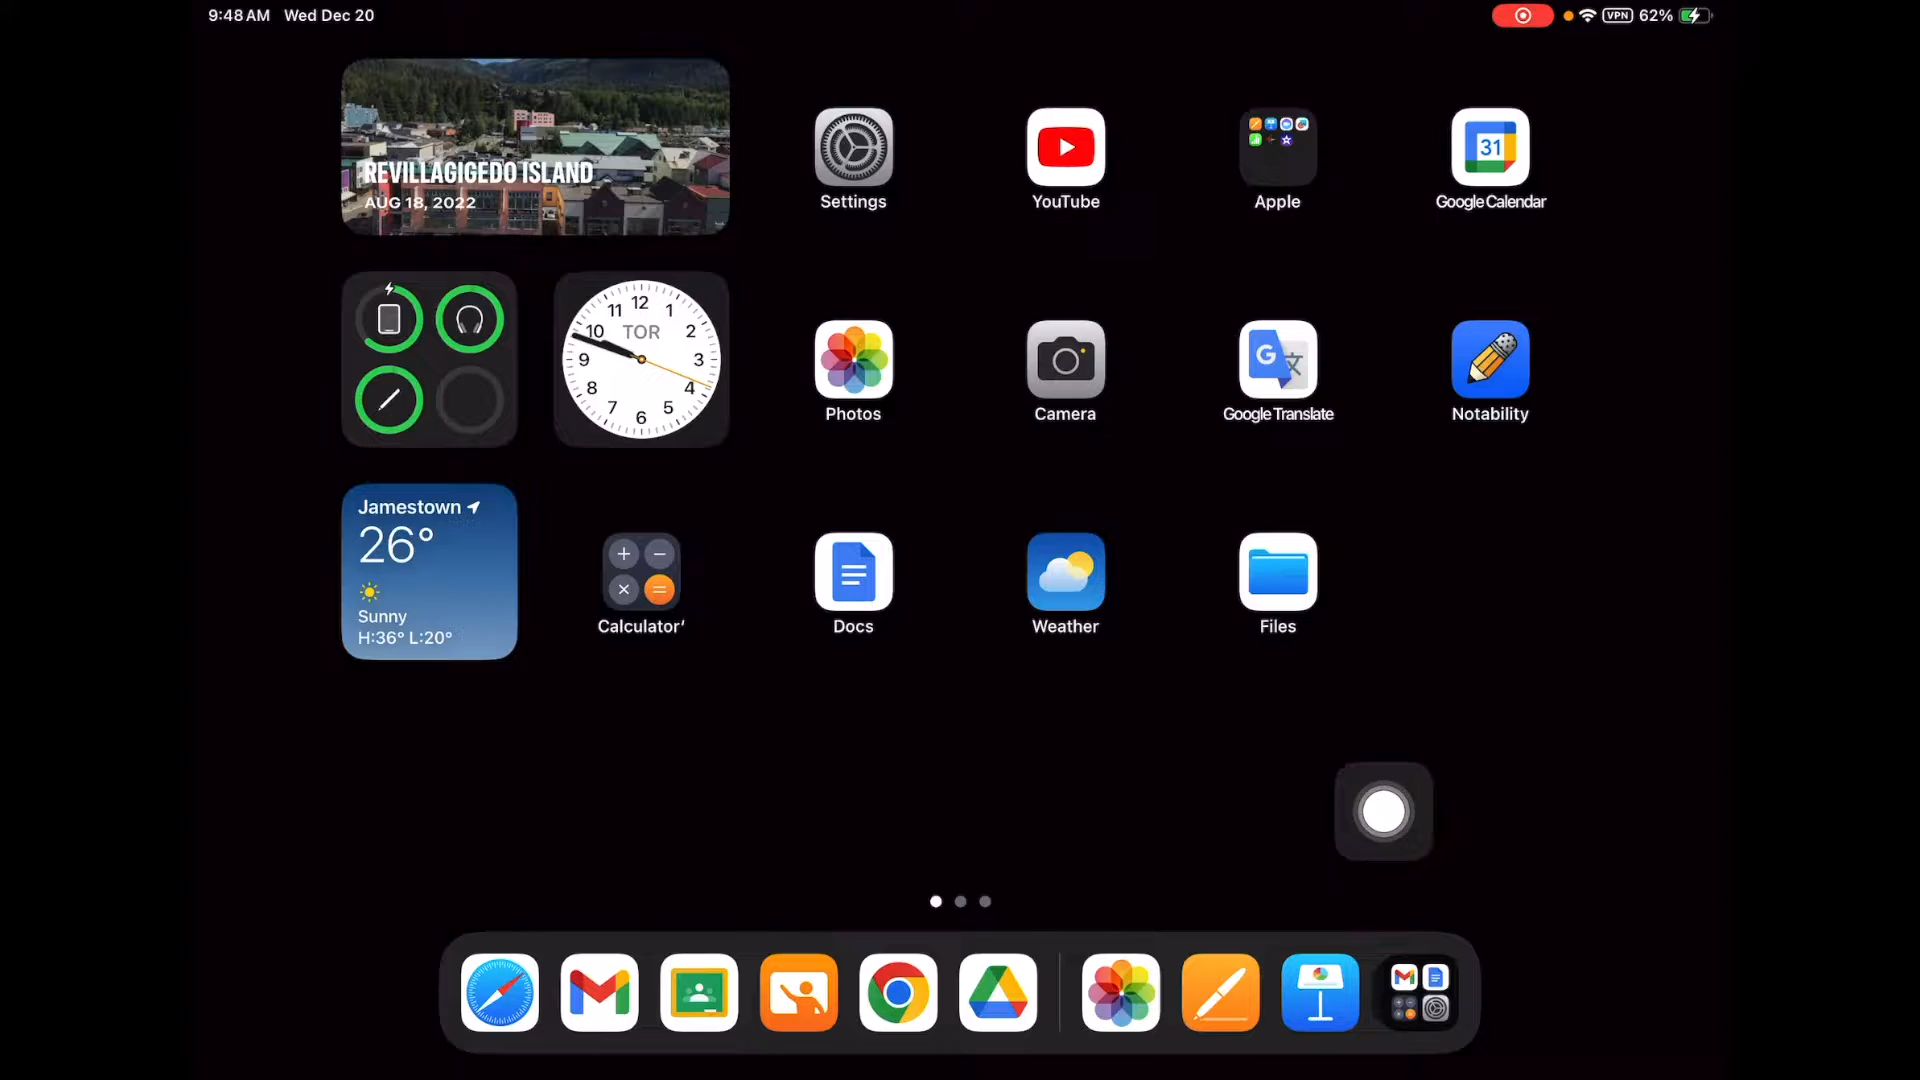 9:48 AM Wed Dec 20
VPN 62%
REVILLAGIGEDO ISLAND
AUG 18, 2022
Settings
YouTube
Apple
31
Google Calendar
12
11 1
10 TOR 2
9 3
8 4
7 5
6
Photos
Camera
G 文
Google Translate
Notability
Jamestown
26°
Sunny
H:36° L:20°
+ −
× =
Calculator‘
Docs
Weather
Files